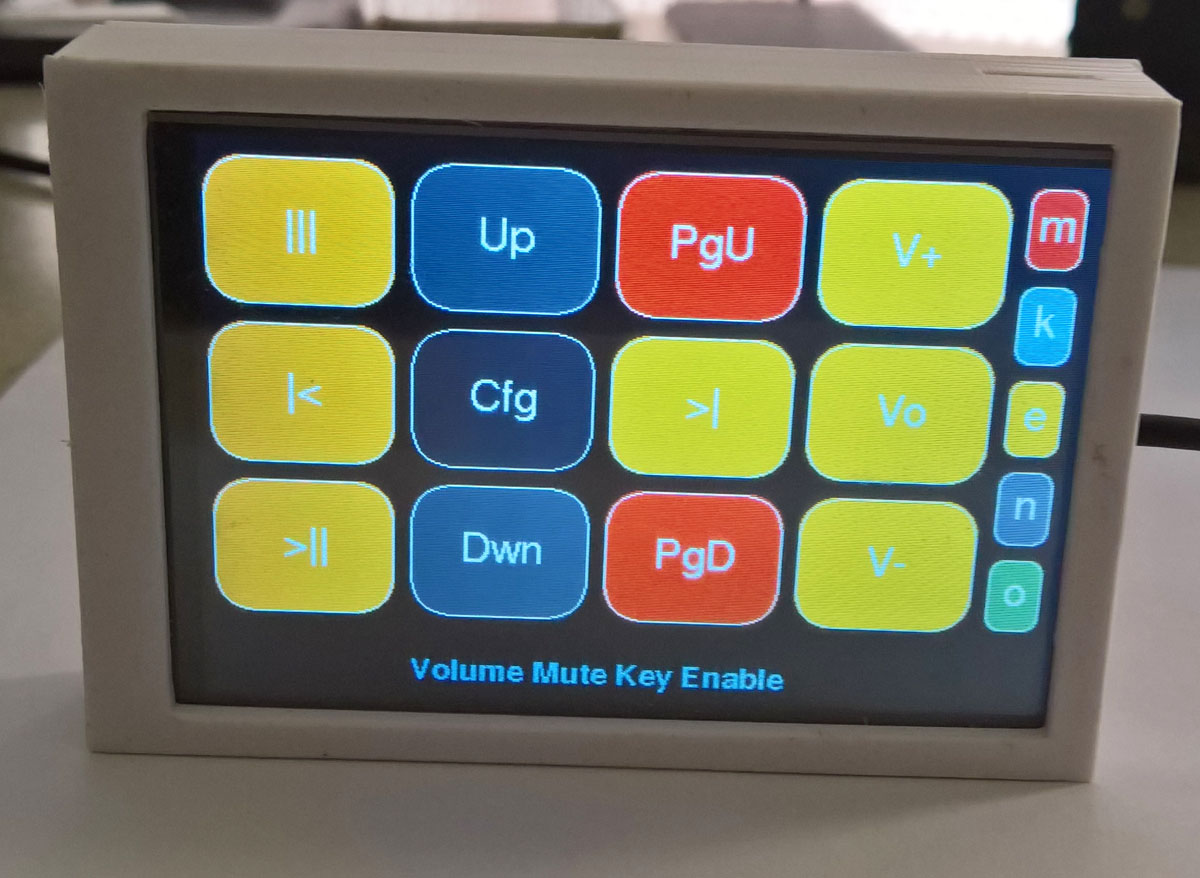 ||| Up PgU V+ m
k
|< Cfg >| Vo e
n
>|| Dwn PgD V- o
Volume Mute Key Enable